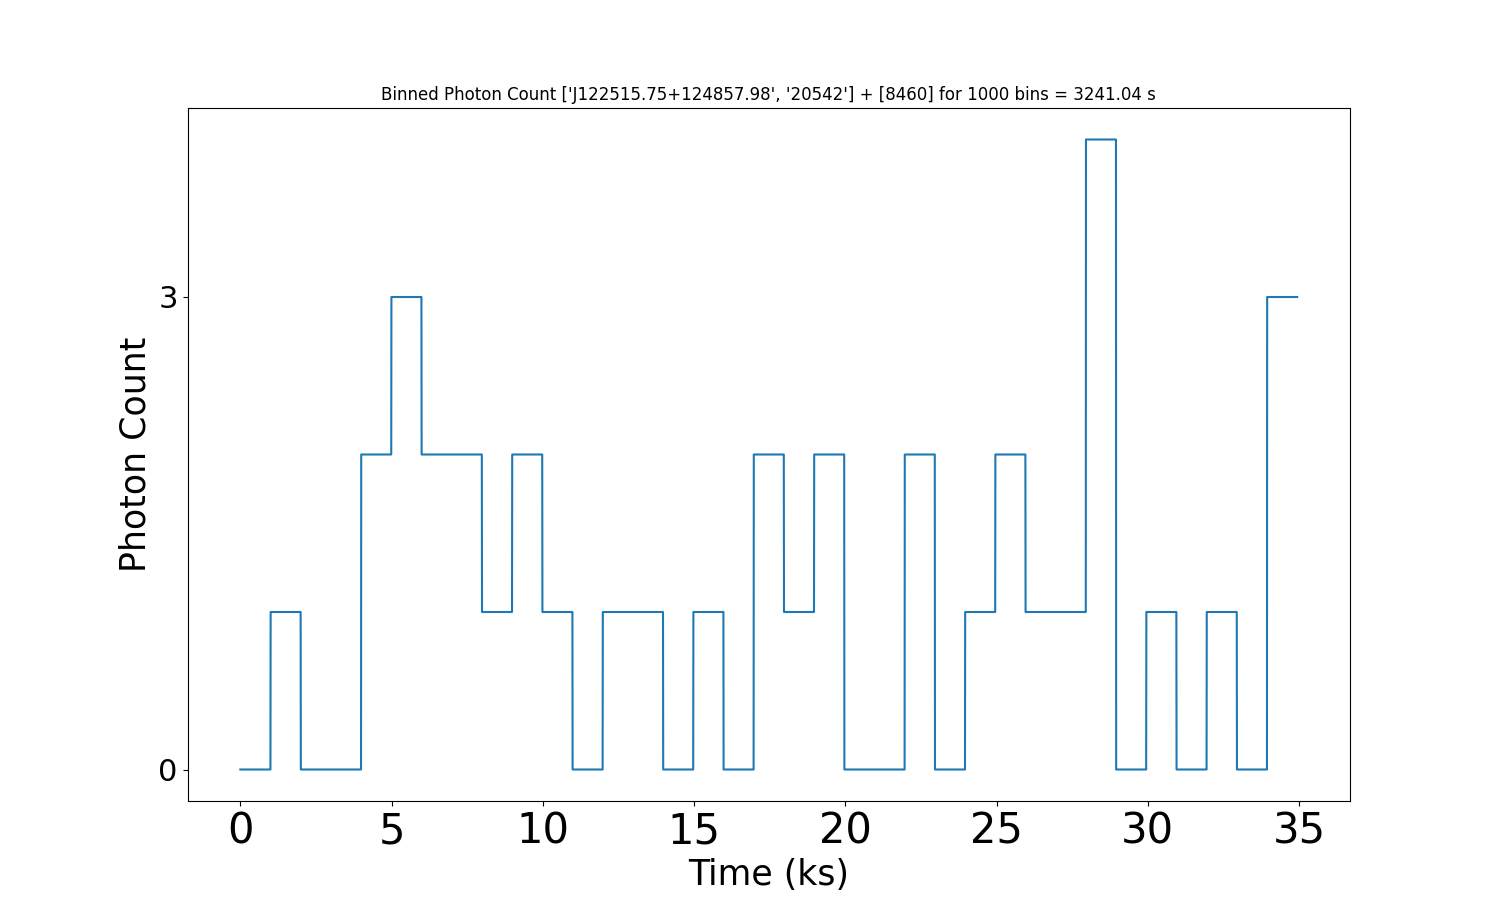 Binned Photon Count ['J122515.75+124857.98', '20542'] + [8460] for 1000 bins = 3241.04 s
3
0
Photon Count
0 5 10 15 20 25 30 35
Time (ks)